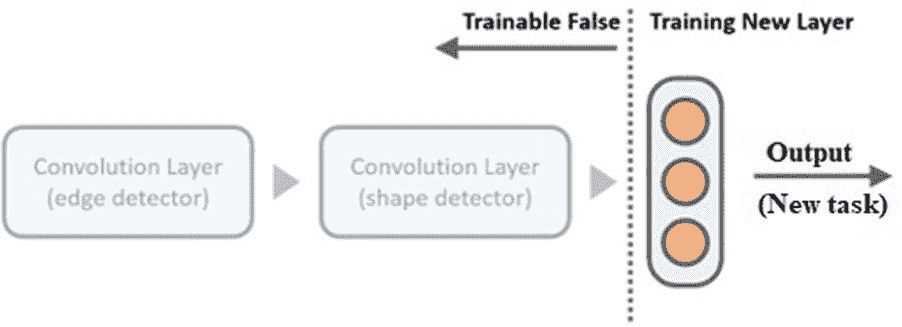 Trainable False
Training New Layer
Convolution Layer
(edge detector)
Convolution Layer
(shape detector)
Output
(New task)